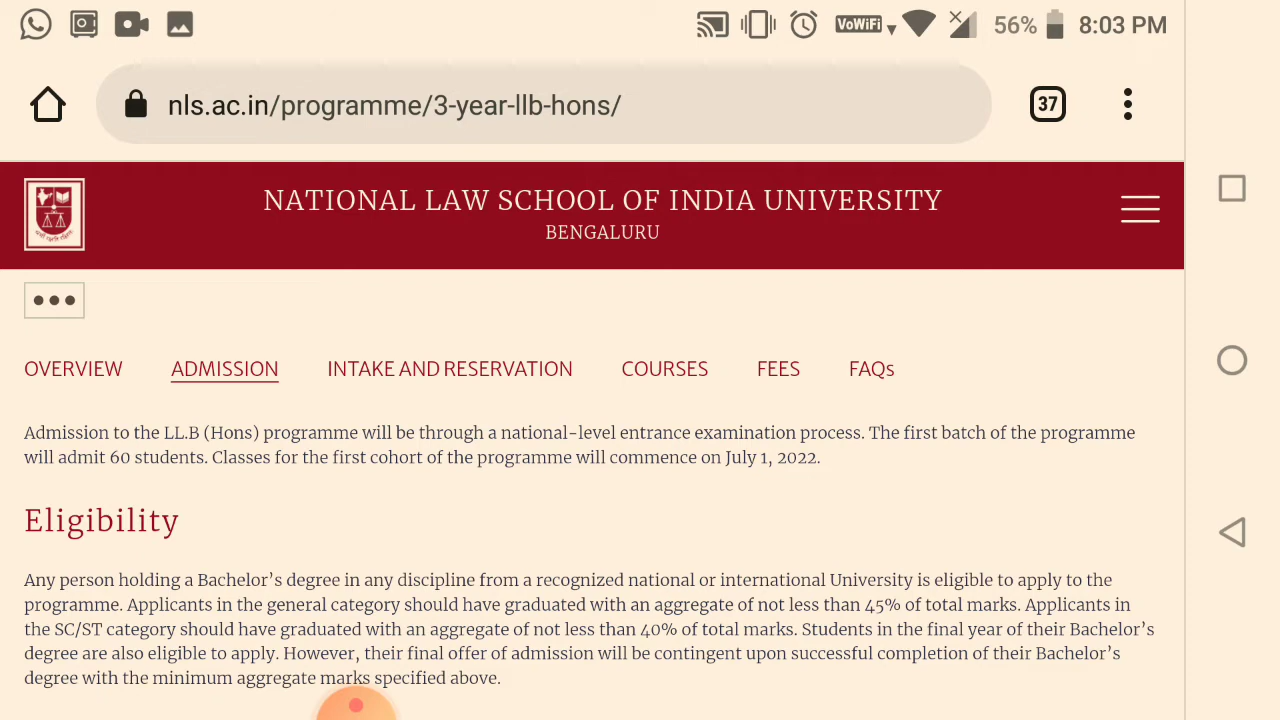 VoWiFi 56% 8:03 PM
nls.ac.in/programme/3-year-llb-hons/ 37
NATIONAL LAW SCHOOL OF INDIA UNIVERSITY
BENGALURU
OVERVIEW ADMISSION INTAKE AND RESERVATION COURSES FEES FAQs
Admission to the LL.B (Hons) programme will be through a national-level entrance examination process. The first batch of the programme
will admit 60 students. Classes for the first cohort of the programme will commence on July 1, 2022.
Eligibility
Any person holding a Bachelor’s degree in any discipline from a recognized national or international University is eligible to apply to the
programme. Applicants in the general category should have graduated with an aggregate of not less than 45% of total marks. Applicants in
the SC/ST category should have graduated with an aggregate of not less than 40% of total marks. Students in the final year of their Bachelor’s
degree are also eligible to apply. However, their final offer of admission will be contingent upon successful completion of their Bachelor’s
degree with the minimum aggregate marks specified above.